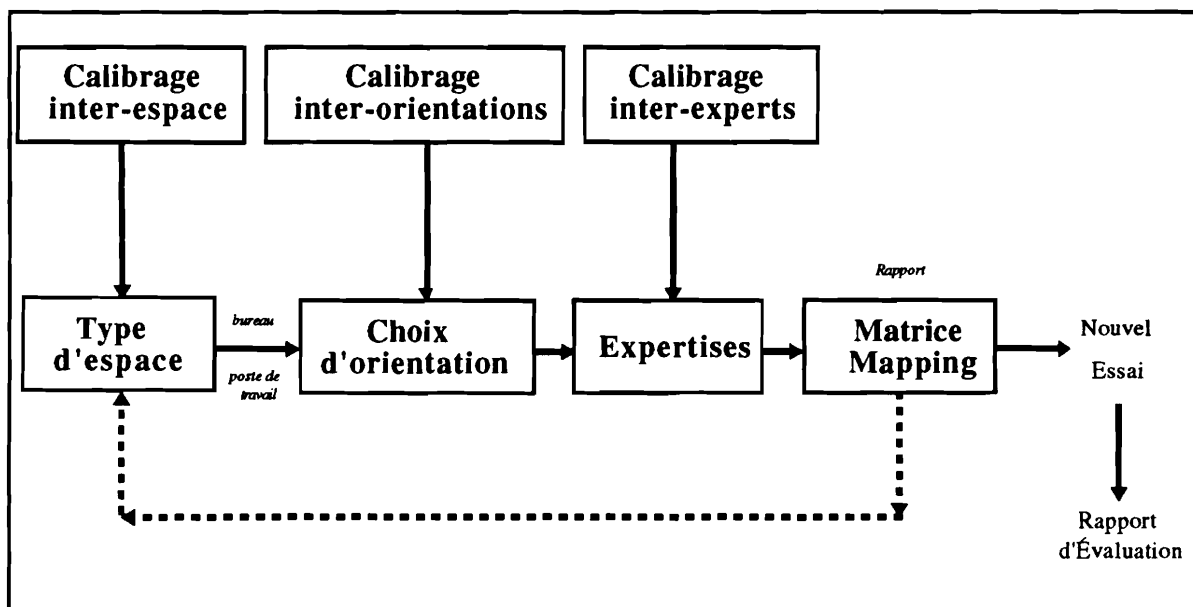 Calibrage
inter-espace
Calibrage
inter-orientations
Calibrage
inter-experts
Rapport
Type
d'espace
bureau
poste de
travail
Choix
d'orientation
Expertises
Matrice
Mapping
Nouvel
Essai
Rapport
d'Évaluation